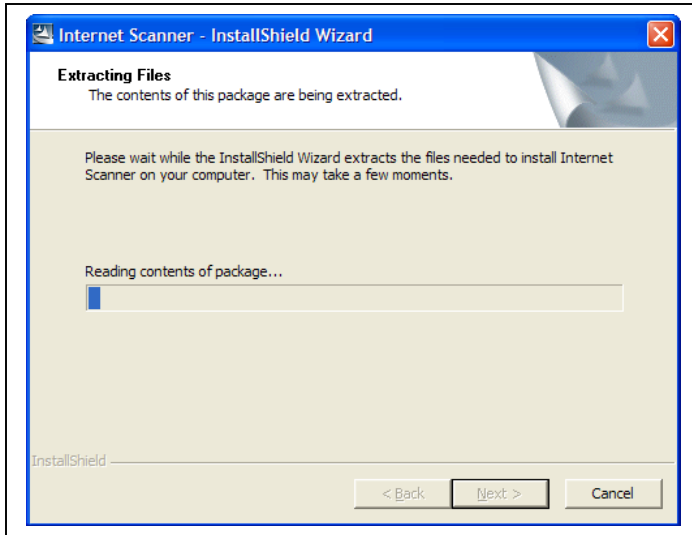 Internet Scanner - InstallShield Wizard
Extracting Files
The contents of this package are being extracted.
Please wait while the InstallShield Wizard extracts the files needed to install Internet
Scanner on your computer.  This may take a few moments.
Reading contents of package...
InstallShield
< Back
Next >
Cancel